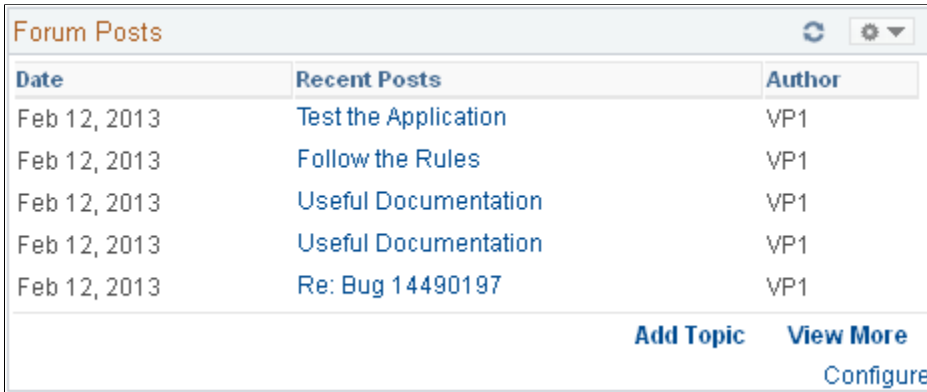 Forum Posts
Date Recent Posts Author
Feb 12, 2013 Test the Application VP1
Feb 12, 2013 Follow the Rules VP1
Feb 12, 2013 Useful Documentation VP1
Feb 12, 2013 Useful Documentation VP1
Feb 12, 2013 Re: Bug 14490197 VP1
Add Topic View More
Configure